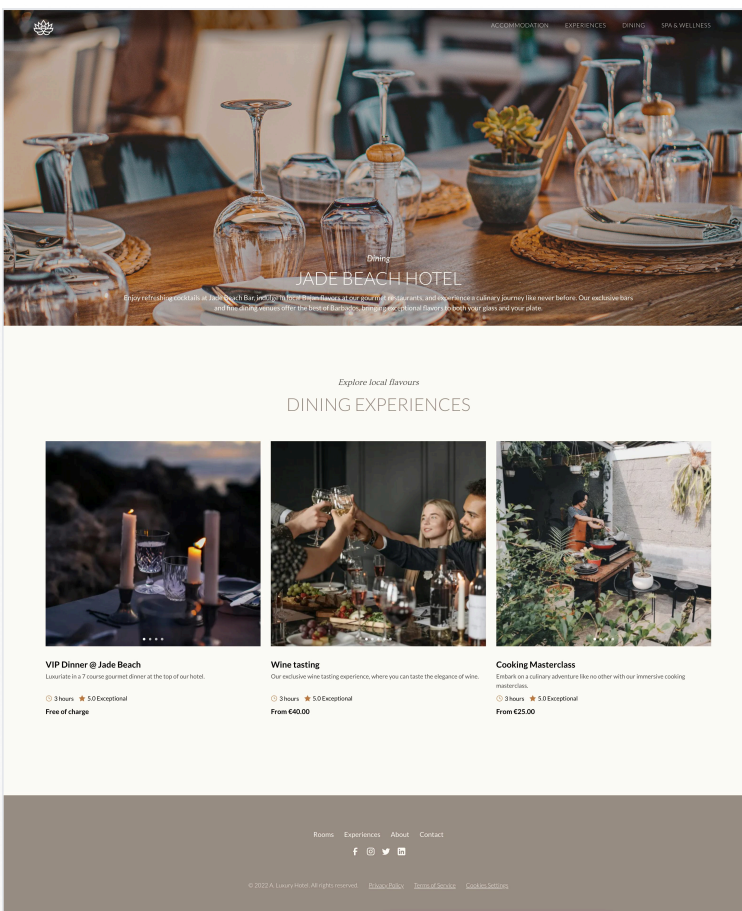 ACCOMMODATION EXPERIENCES DINING SPA & WELLNESS
Dining
JADE BEACH HOTEL
Enjoy refreshing cocktails at Jade Beach Bar, indulge in local Bajan flavors at our gourmet restaurants, and experience a culinary journey like never before. Our exclusive bars
and fine dining venues offer the best of Barbados, bringing exceptional flavors to both your glass and your plate.
Explore local flavours
DINING EXPERIENCES
VIP Dinner @ Jade Beach
Luxuriate in a 7 course gourmet dinner at the top of our hotel.
3 hours 5.0 Exceptional
Free of charge
Wine tasting
Our exclusive wine tasting experience, where you can taste the elegance of wine.
3 hours 5.0 Exceptional
From €40.00
Cooking Masterclass
Embark on a culinary adventure like no other with our immersive cooking
masterclass.
3 hours 5.0 Exceptional
From €25.00
Rooms Experiences About Contact
© 2022 A. Luxury Hotel. All rights reserved. Privacy Policy Terms of Service Cookies Settings